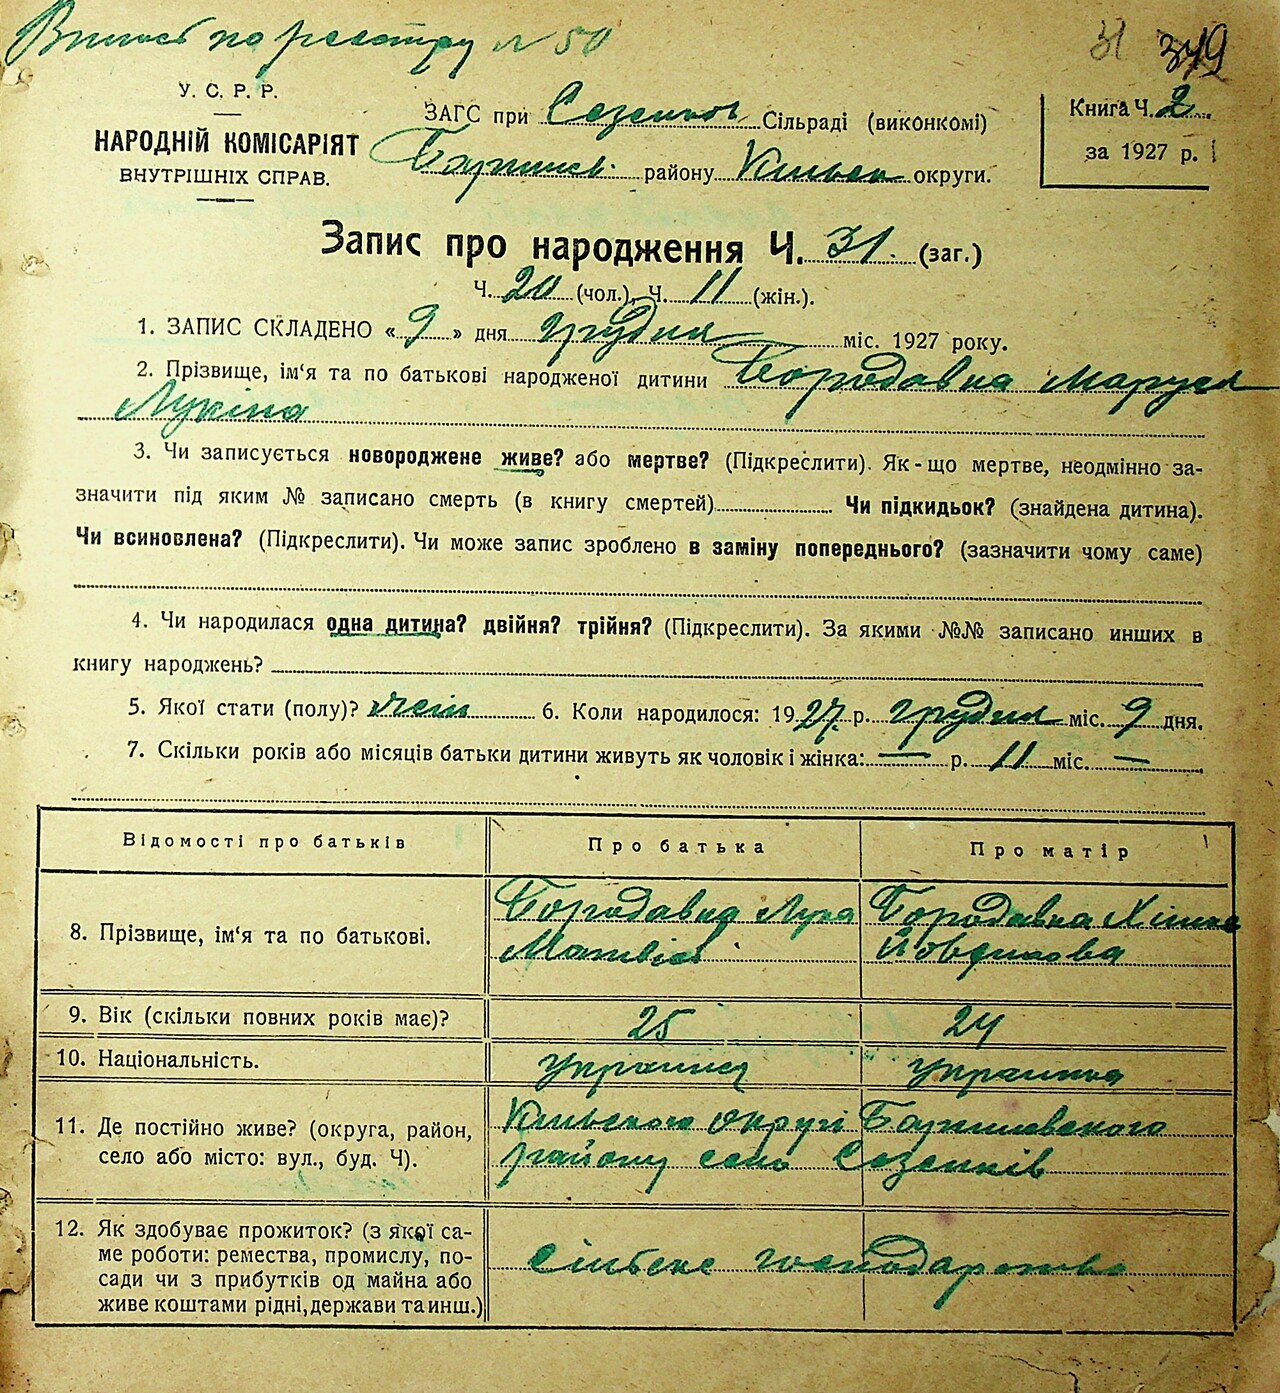 по реєстру № 50
31 349
У. С. Р. Р.
НАРОДНІЙ КОМІСАРІЯТ
ВНУТРІШНІХ СПРАВ.
ЗАГС при Сезенков Сільраді (виконкомі)
Баришів. району Київськ округи.
Книга Ч. 2
за 1927 р.
Запис про народження Ч. 31. (заг.)
Ч. 20 (чол.), Ч. 11 (жін.).
1. ЗАПИС СКЛАДЕНО « 9 » дня грудня міс. 1927 року.
2. Прізвище, ім'я та по батькові народженої дитини Бородавка Маруся
Лукіна
3. Чи записується новороджене живе? або мертве? (Підкреслити). Як-що мертве, неодмінно за-
значити під яким № записано смерть (в книгу смертей) Чи підкидьок? (знайдена дитина).
Чи всиновлена? (Підкреслити). Чи може запис зроблено в заміну попереднього? (зазначити чому саме)
4. Чи народилася одна дитина? двійня? трійня? (Підкреслити). За якими №№ записано инших в
книгу народжень?
5. Якої стати (полу)? жін 6. Коли народилося: 1927 р. грудня міс. 9 дня.
7. Скільки років або місяців батьки дитини живуть як чоловік і жінка: — р. 11 міс. —
Відомості про батьків Про батька Про матір
8. Прізвище, ім'я та по батькові. Бородавка Лука Бородавка
Матвієв
9. Вік (скільки повних років має)? 25 24
10. Національність. українка
11. Де постійно живе? (округа, район, Київського округі Баришевського
село або місто: вул., буд. Ч). району село Сезенків
12. Як здобуває прожиток? (з якої са-
ме роботи: ремества, промислу, по-
сади чи з прибутків од майна або
живе коштами рідні, держави та инш.) сільське господарство